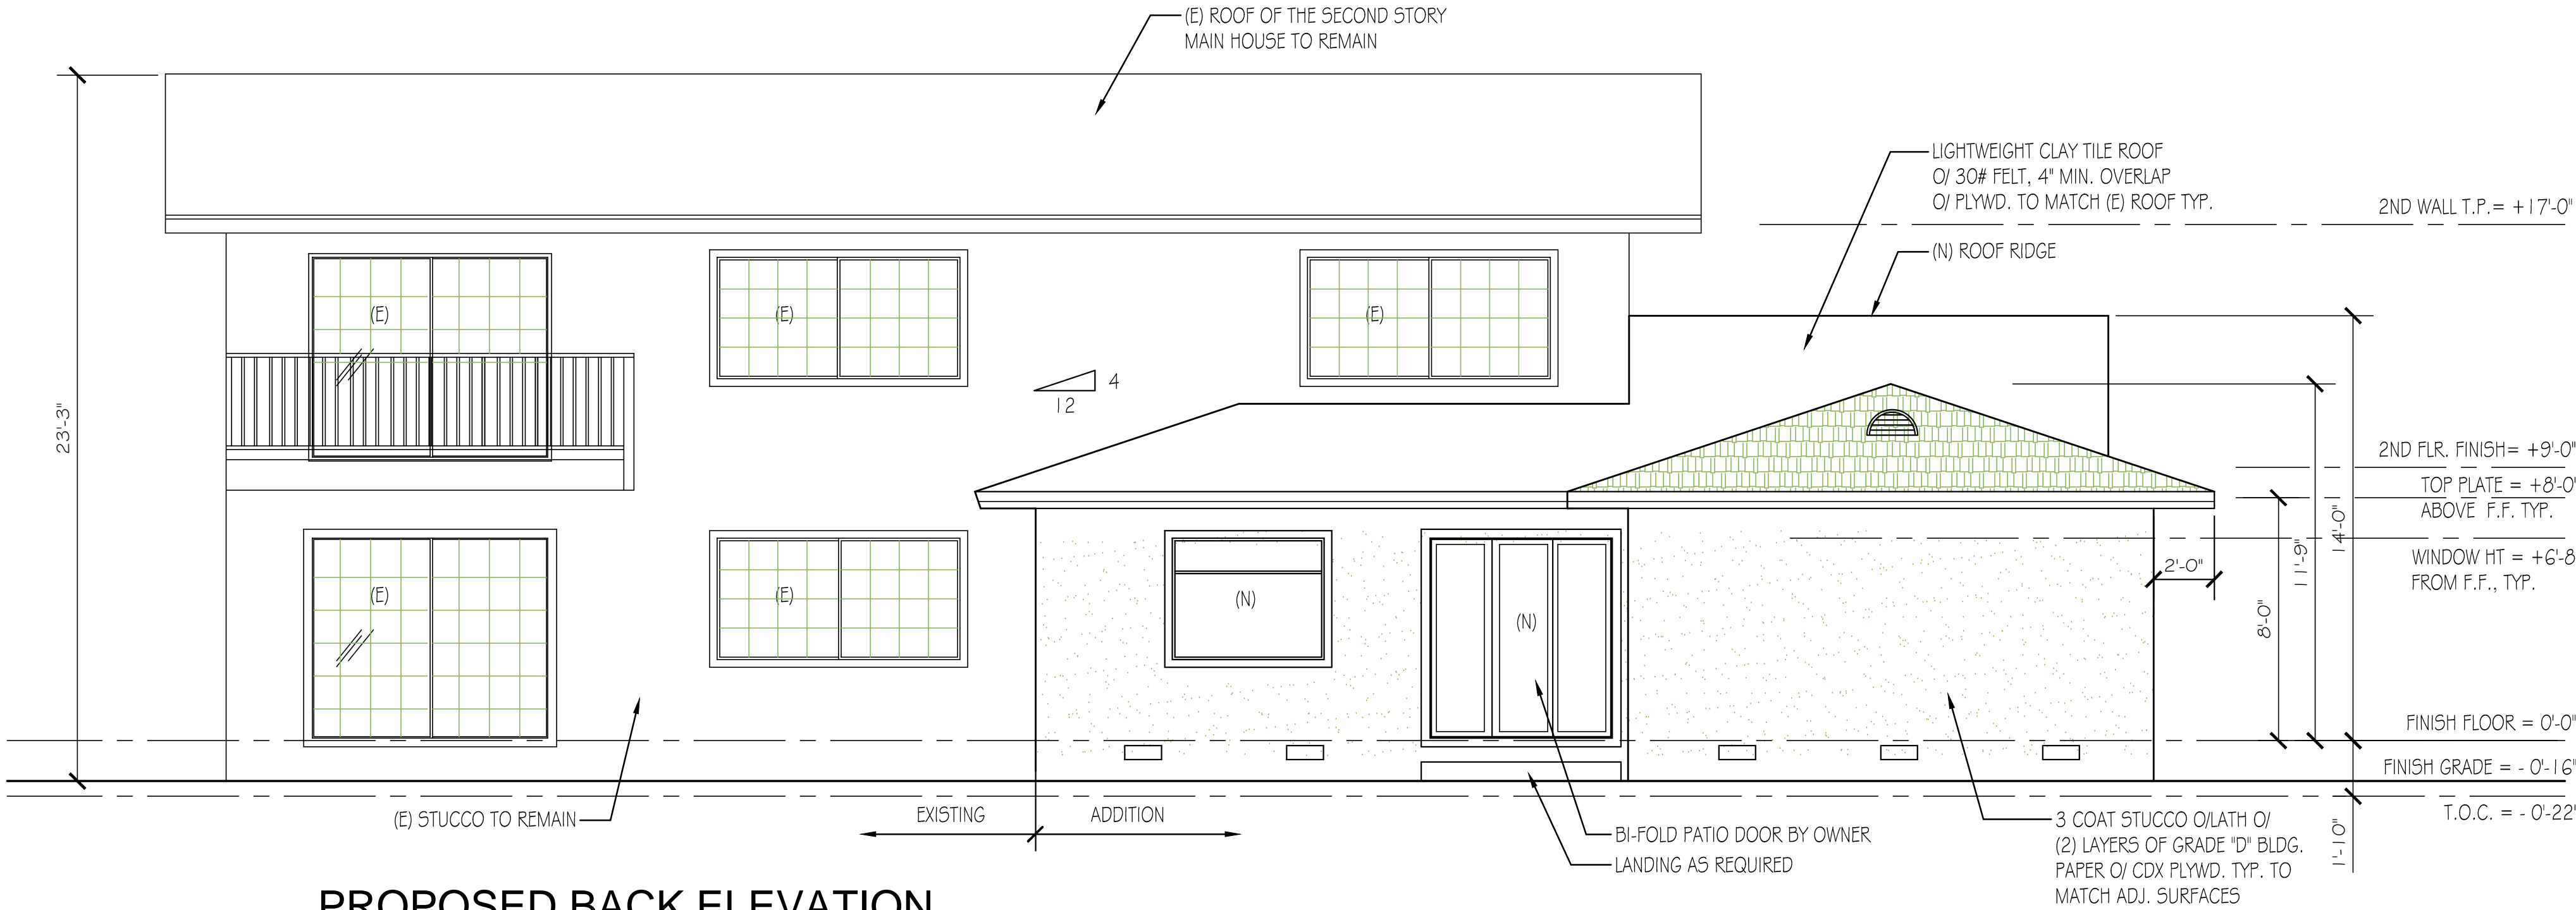 (E) ROOF OF THE SECOND STORY
MAIN HOUSE TO REMAIN
LIGHTWEIGHT CLAY TILE ROOF
O/ 30# FELT, 4" MIN. OVERLAP
O/ PLYWD. TO MATCH (E) ROOF TYP.
2ND WALL T.P.= +17'-0"
(N) ROOF RIDGE
(E)
(E)
(E)
4
12
23'-3"
2ND FLR. FINISH= +9'-0"
TOP PLATE = +8'-0"
ABOVE F.F. TYP.
14'-0"
11'-9"
WINDOW HT = +6'-8
FROM F.F., TYP.
2'-0"
8'-0"
(E)
(E)
(N)
(N)
FINISH FLOOR = 0'-0"
FINISH GRADE = - 0'-16"
T.O.C. = - 0'-22"
1'-10"
(E) STUCCO TO REMAIN
EXISTING
ADDITION
BI-FOLD PATIO DOOR BY OWNER
LANDING AS REQUIRED
3 COAT STUCCO O/LATH O/
(2) LAYERS OF GRADE "D" BLDG.
PAPER O/ CDX PLYWD. TYP. TO
MATCH ADJ. SURFACES
PROPOSED BACK ELEVATION